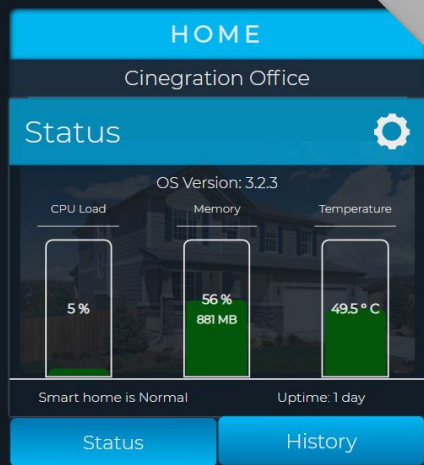 HOME
Cinegration Office
Status
OS Version: 3.2.3
CPU Load Memory Temperature
5 % 56 % 49.5 ° C
881 MB
Smart home is Normal Uptime: 1 day
Status History